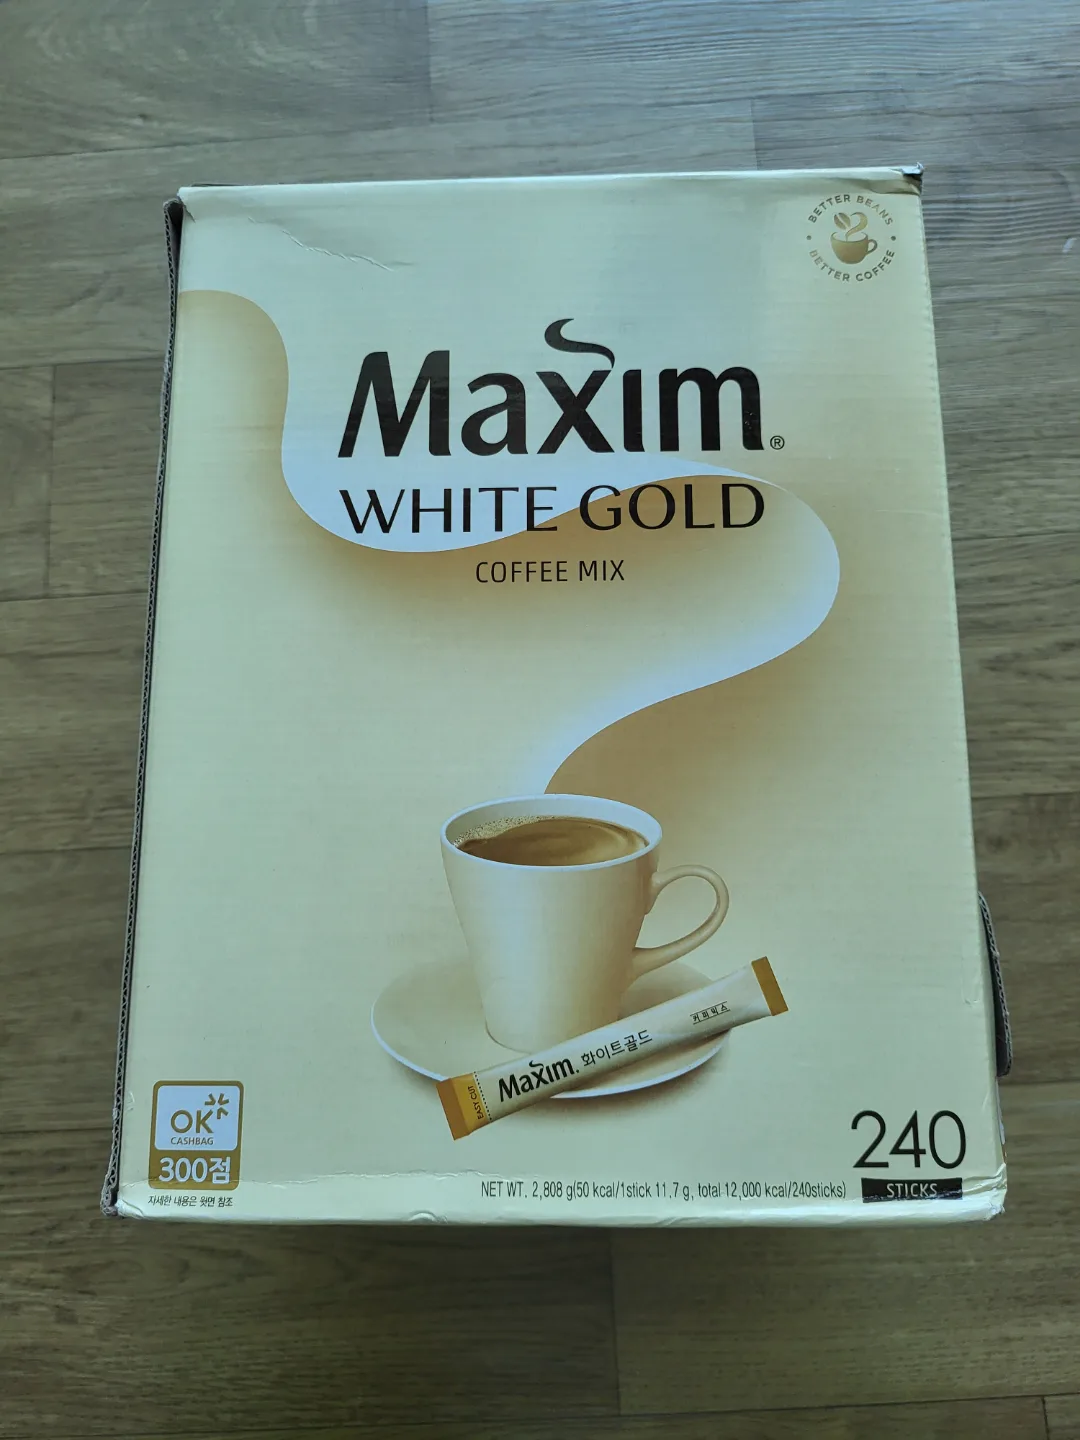 BETTER BEANS
BETTER COFFEE
Maxim®
WHITE GOLD
COFFEE MIX
EASY CUT
Maxim. 화이트골드
커피믹스
OK
CASHBAG
300점
자세한 내용은 윗면 참조
NET WT. 2,808 g(50 kcal/1stick 11.7 g, total 12,000 kcal/240sticks)
240
STICKS